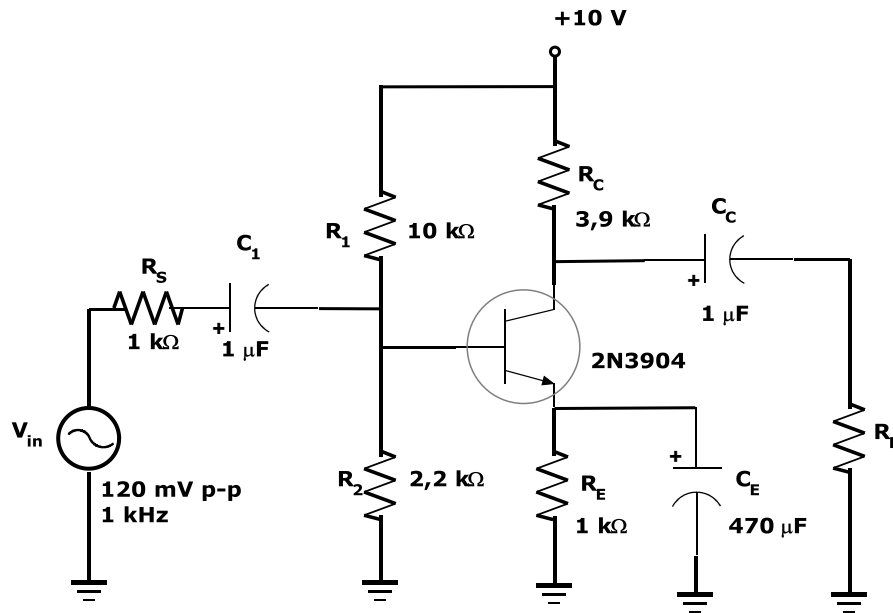 +10 V
R_C
3,9 kΩ
C_C
+
1 µF
R_1
10 kΩ
C_1
R_S
+
1 kΩ
1 µF
2N3904
V_in
120 mV p-p
1 kHz
R_2
2,2 kΩ
R_E
1 kΩ
+
C_E
470 µF